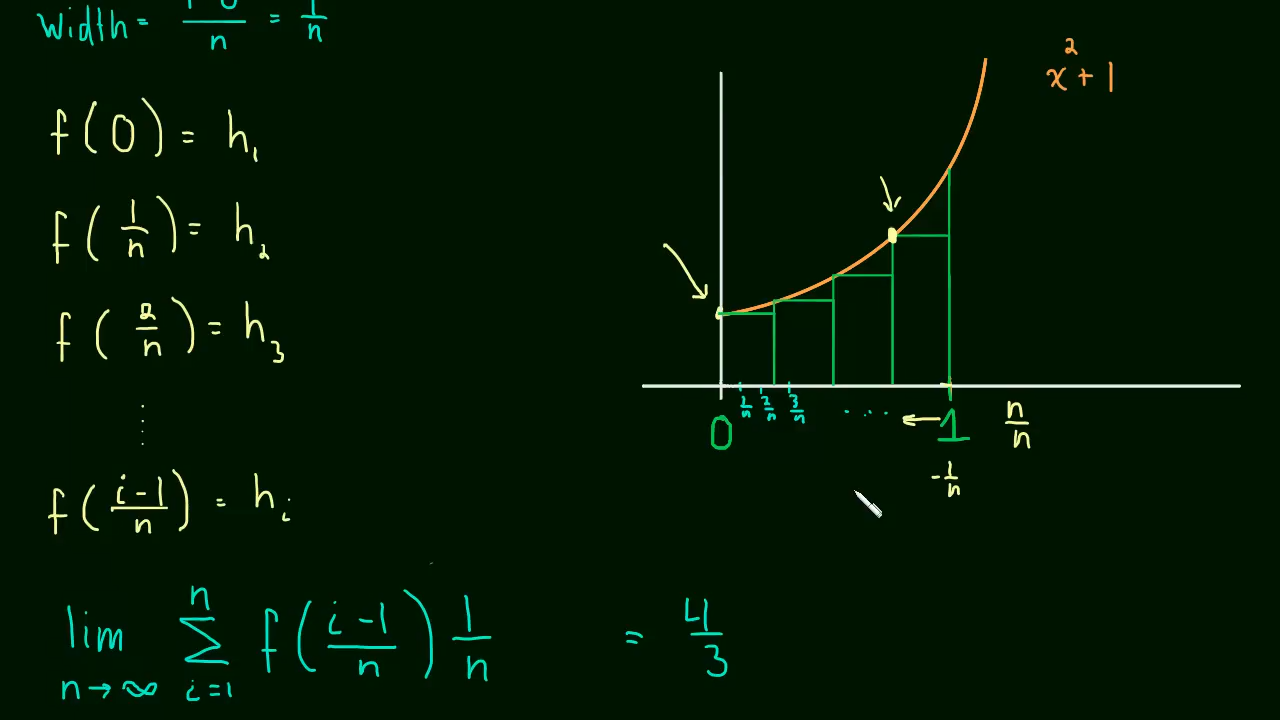 width = 1-0/n = 1/n
x² + 1
f(0) = h₁
f(1/n) = h₂
f(2/n) = h₃
⋮
f(i-1/n) = hᵢ
0 1/n 2/n 3/n .... ← 1 n/n
-1/n
lim n→∞ ∑ i=1 n f(i-1/n) 1/n = 4/3